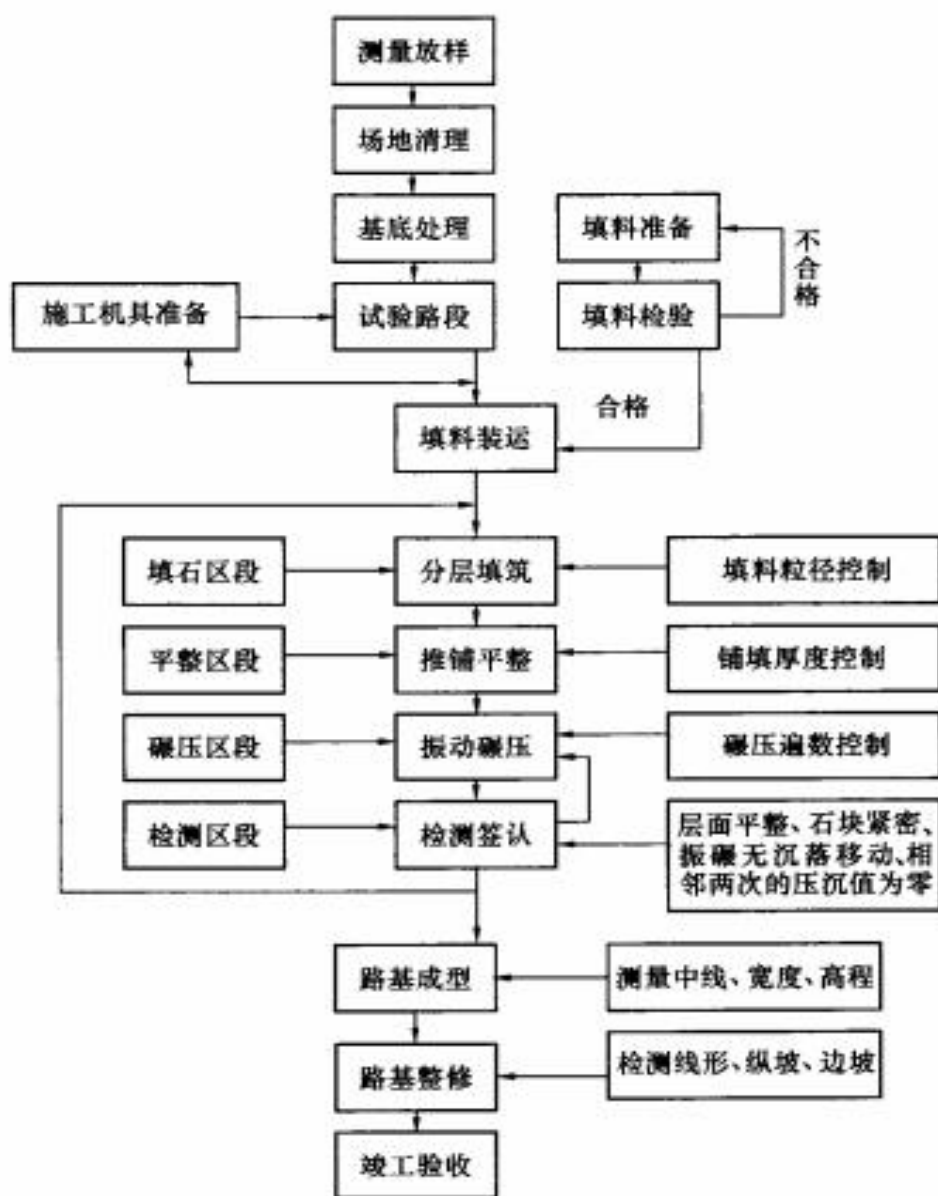 测量放样
场地清理
基底处理
填料准备
不合格
施工机具准备
试验路段
填料检验
合格
填料装运
填石区段
分层填筑
填料粒径控制
平整区段
推铺平整
铺填厚度控制
碾压区段
振动碾压
碾压遍数控制
检测区段
检测签认
层面平整、石块紧密、
振碾无沉落移动、相
邻两次的压沉值为零
路基成型
测量中线、宽度、高程
路基整修
检测线形、纵坡、边坡
竣工验收